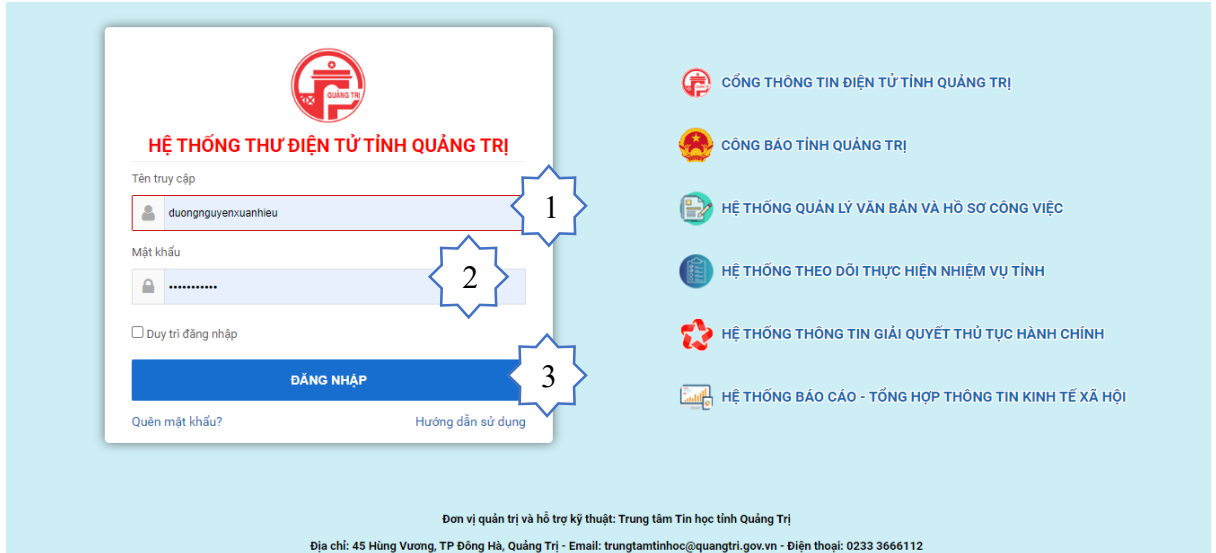 QUẢNG TRỊ
HỆ THỐNG THƯ ĐIỆN TỬ TỈNH QUẢNG TRỊ
Tên truy cập
duongnguyenxuanhieu
1
Mật khẩu
•••••••••••
2
Duy trì đăng nhập
ĐĂNG NHẬP
3
Quên mật khẩu?
Hướng dẫn sử dụng
CỔNG THÔNG TIN ĐIỆN TỬ TỈNH QUẢNG TRỊ
CÔNG BÁO TỈNH QUẢNG TRỊ
HỆ THỐNG QUẢN LÝ VĂN BẢN VÀ HỒ SƠ CÔNG VIỆC
HỆ THỐNG THEO DÕI THỰC HIỆN NHIỆM VỤ TỈNH
HỆ THỐNG THÔNG TIN GIẢI QUYẾT THỦ TỤC HÀNH CHÍNH
HỆ THỐNG BÁO CÁO - TỔNG HỢP THÔNG TIN KINH TẾ XÃ HỘI
Đơn vị quản trị và hỗ trợ kỹ thuật: Trung tâm Tin học tỉnh Quảng Trị
Địa chỉ: 45 Hùng Vương, TP Đông Hà, Quảng Trị - Email: trungtamtinhoc@quangtri.gov.vn - Điện thoại: 0233 3666112